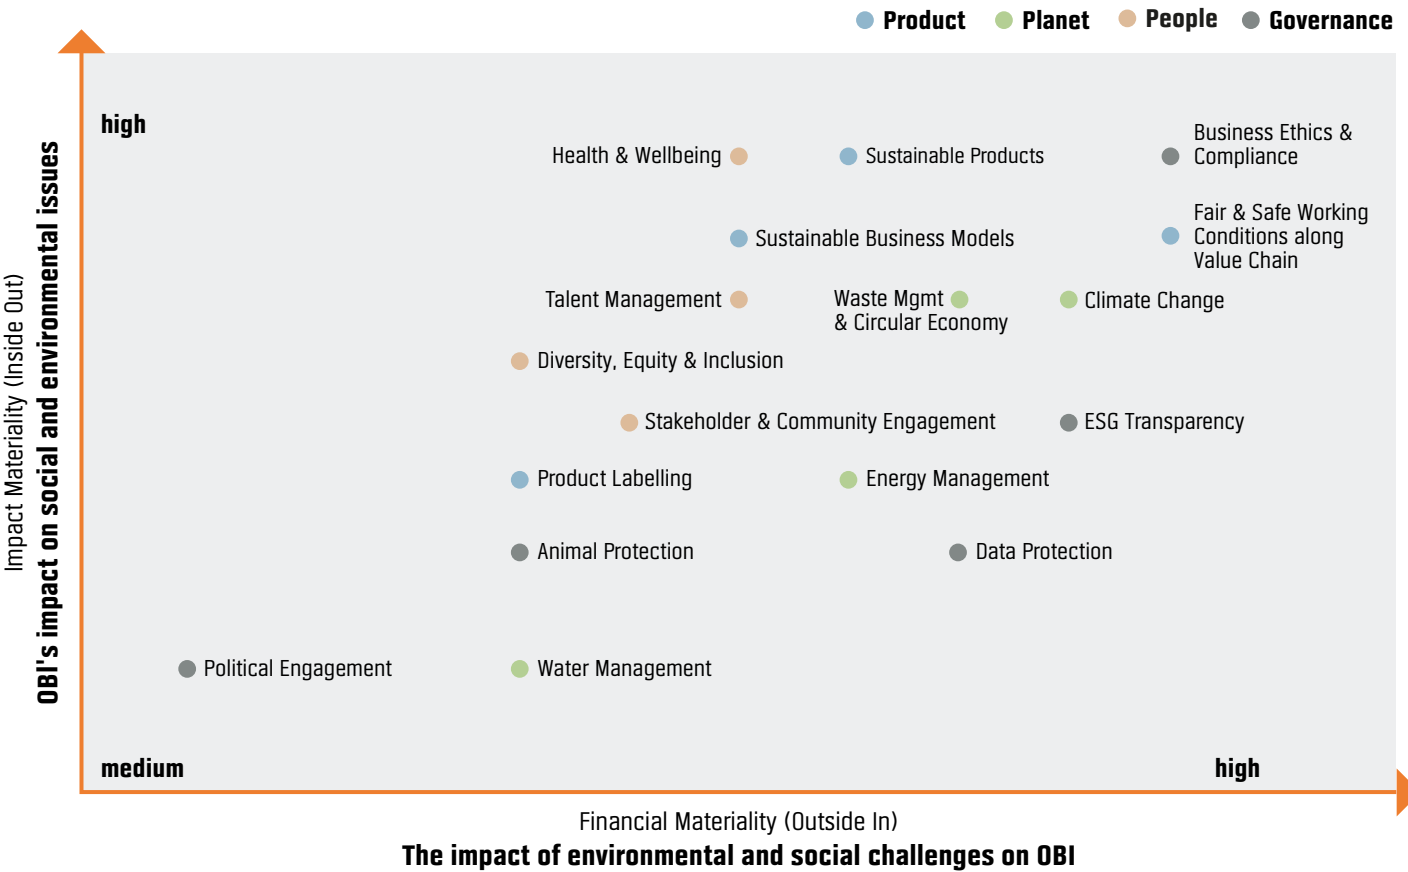 Product
Planet
People
Governance
high
Business Ethics &
Compliance
Health & Wellbeing
Sustainable Products
Fair & Safe Working
Conditions along
Value Chain
Sustainable Business Models
Talent Management
Waste Mgmt
& Circular Economy
Climate Change
Diversity, Equity & Inclusion
Stakeholder & Community Engagement
ESG Transparency
Product Labelling
Energy Management
Animal Protection
Data Protection
Political Engagement
Water Management
medium
high
Impact Materiality (Inside Out)
OBI's impact on social and environmental issues
Financial Materiality (Outside In)
The impact of environmental and social challenges on OBI